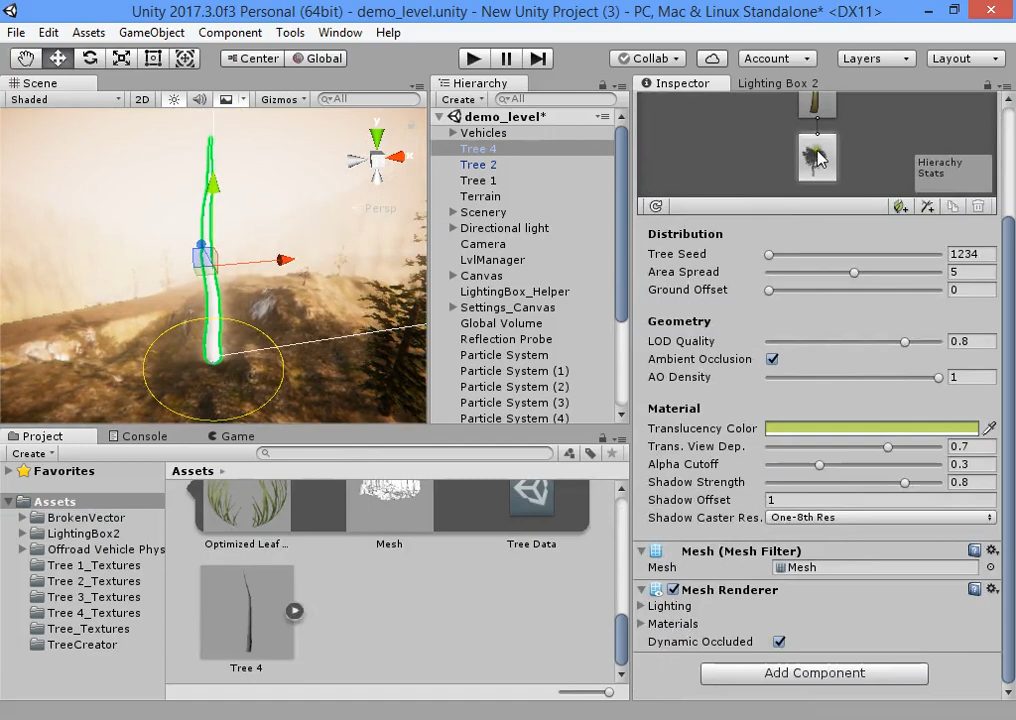 Unity 2017.3.0f3 Personal (64bit) - demo_level.unity - New Unity Project (3) - PC, Mac & Linux Standalone* <DX11>
File Edit Assets GameObject Component Tools Window Help
Center Global Collab Account Layers Layout
Scene
Shaded 2D Gizmos All
y
x
Persp
Hierarchy
Create All
demo_level*
Vehicles
Tree 4
Tree 2
Tree 1
Terrain
Scenery
Directional light
Camera
LvlManager
Canvas
LightingBox_Helper
Settings_Canvas
Global Volume
Reflection Probe
Particle System
Particle System (1)
Particle System (2)
Particle System (3)
Particle System (4)
Project Console Game
Create
Favorites
Assets
BrokenVector
LightingBox2
Offroad Vehicle Phys
Tree 1_Textures
Tree 2_Textures
Tree 3_Textures
Tree 4_Textures
Tree_Textures
TreeCreator
Assets
Optimized Leaf ... Mesh Tree Data
Tree 4
Inspector Lighting Box 2
Hierachy
Stats
Distribution
Tree Seed 1234
Area Spread 5
Ground Offset 0
Geometry
LOD Quality 0.8
Ambient Occlusion
AO Density 1
Material
Translucency Color
Trans. View Dep. 0.7
Alpha Cutoff 0.3
Shadow Strength 0.8
Shadow Offset 1
Shadow Caster Res. One-8th Res
Mesh (Mesh Filter)
Mesh Mesh
Mesh Renderer
Lighting
Materials
Dynamic Occluded
Add Component